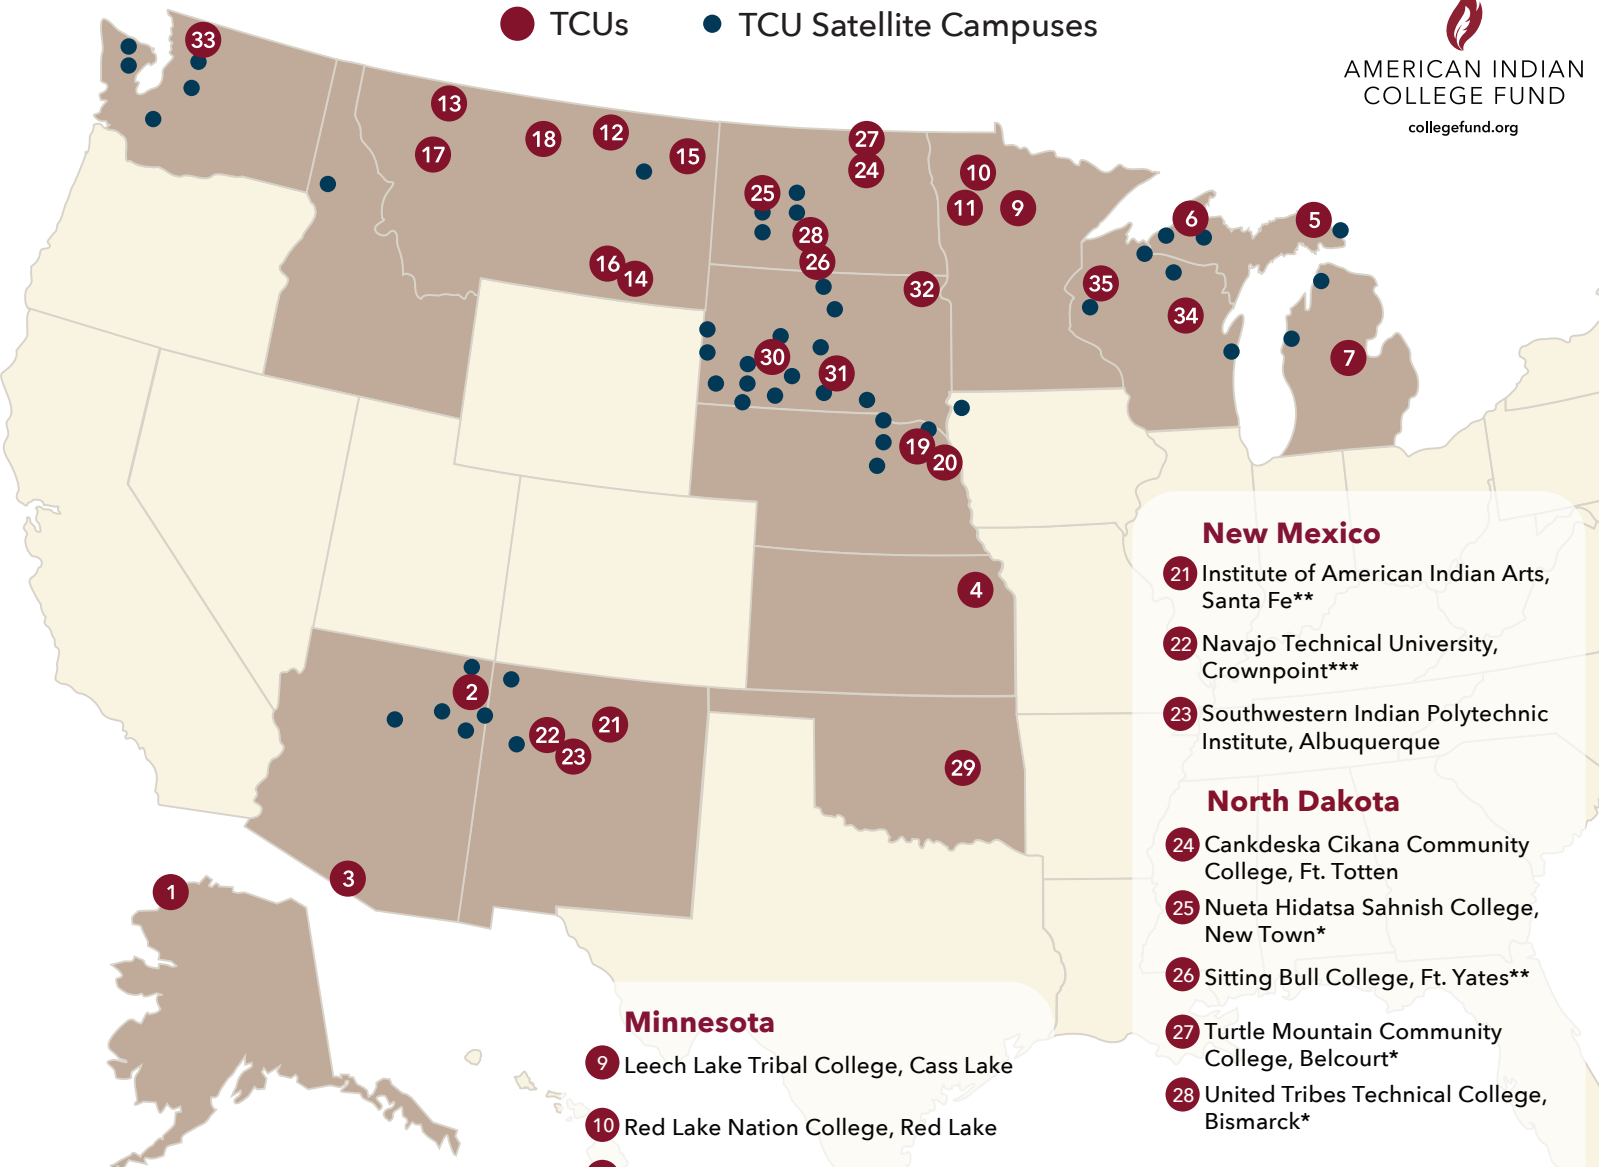 TCUs
TCU Satellite Campuses
AMERICAN INDIAN
COLLEGE FUND
collegefund.org
33
13
18
12
17
15
27
24
10
25
11
9
28
6
5
26
16
14
32
35
34
30
31
7
19
20
4
2
21
22
23
29
3
1
New Mexico
21 Institute of American Indian Arts,
Santa Fe**
22 Navajo Technical University,
Crownpoint***
23 Southwestern Indian Polytechnic
Institute, Albuquerque
North Dakota
24 Cankdeska Cikana Community
College, Ft. Totten
25 Nueta Hidatsa Sahnish College,
New Town*
26 Sitting Bull College, Ft. Yates**
27 Turtle Mountain Community
College, Belcourt*
28 United Tribes Technical College,
Bismarck*
Minnesota
9 Leech Lake Tribal College, Cass Lake
10 Red Lake Nation College, Red Lake